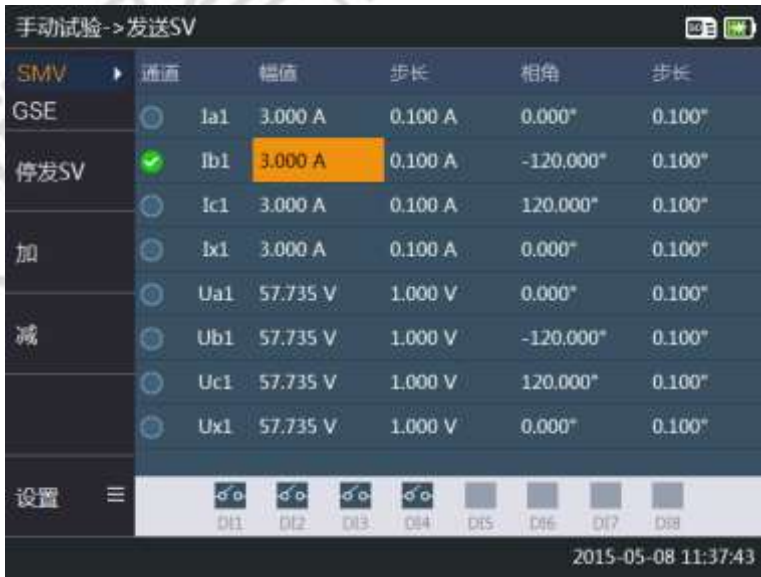 手动试验->发送SV
SMV 通道 幅值 步长 相角 步长
GSE
Ia1 3.000 A 0.100 A 0.000° 0.100°
停发SV
Ib1 3.000 A 0.100 A -120.000° 0.100°
Ic1 3.000 A 0.100 A 120.000° 0.100°
加
Ix1 3.000 A 0.100 A 0.000° 0.100°
Ua1 57.735 V 1.000 V 0.000° 0.100°
减
Ub1 57.735 V 1.000 V -120.000° 0.100°
Uc1 57.735 V 1.000 V 120.000° 0.100°
Ux1 57.735 V 1.000 V 0.000° 0.100°
设置
DI1 DI2 DI3 DI4 DI5 DI6 DI7 DI8
2015-05-08 11:37:43